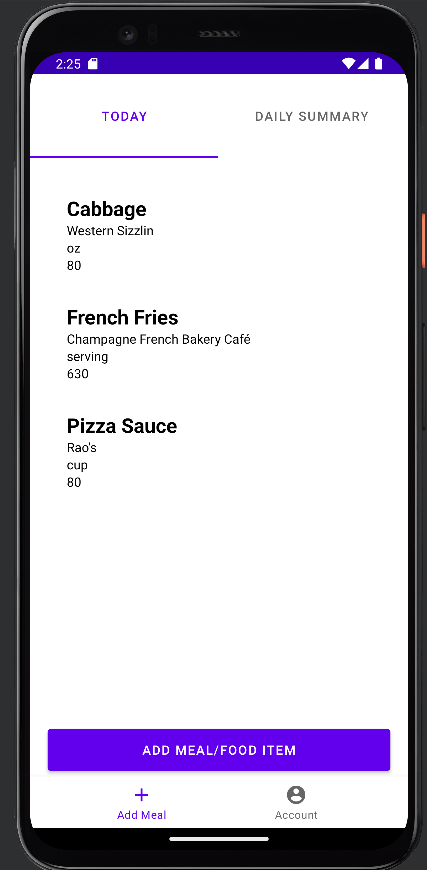 2:25
TODAY
DAILY SUMMARY
Cabbage
Western Sizzlin
oz
80
French Fries
Champagne French Bakery Café
serving
630
Pizza Sauce
Rao's
cup
80
ADD MEAL/FOOD ITEM
Add Meal
Account